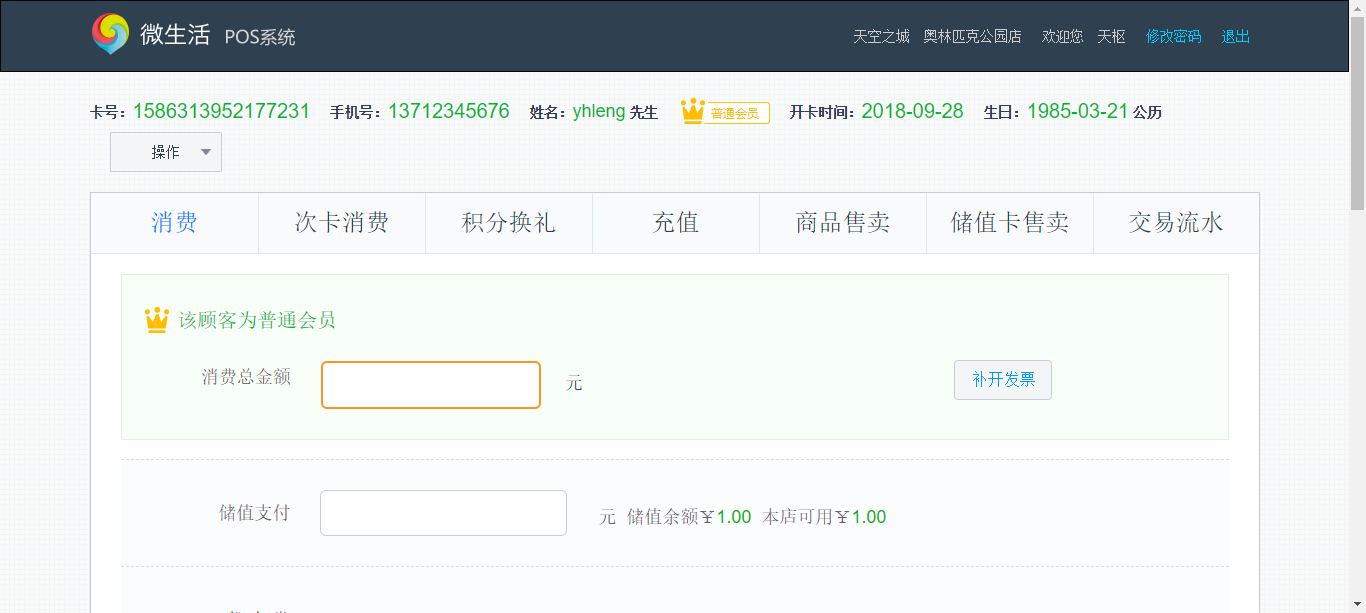 微生活 POS系统 天空之城 奥林匹克公园店 欢迎您 天枢 修改密码 退出
卡号：1586313952177231 手机号：13712345676 姓名：yhleng 先生 普通会员 开卡时间：2018-09-28 生日：1985-03-21 公历
操作
消费 次卡消费 积分换礼 充值 商品售卖 储值卡售卖 交易流水
该顾客为普通会员
消费总金额 元 补开发票
储值支付 元 储值余额￥1.00 本店可用￥1.00